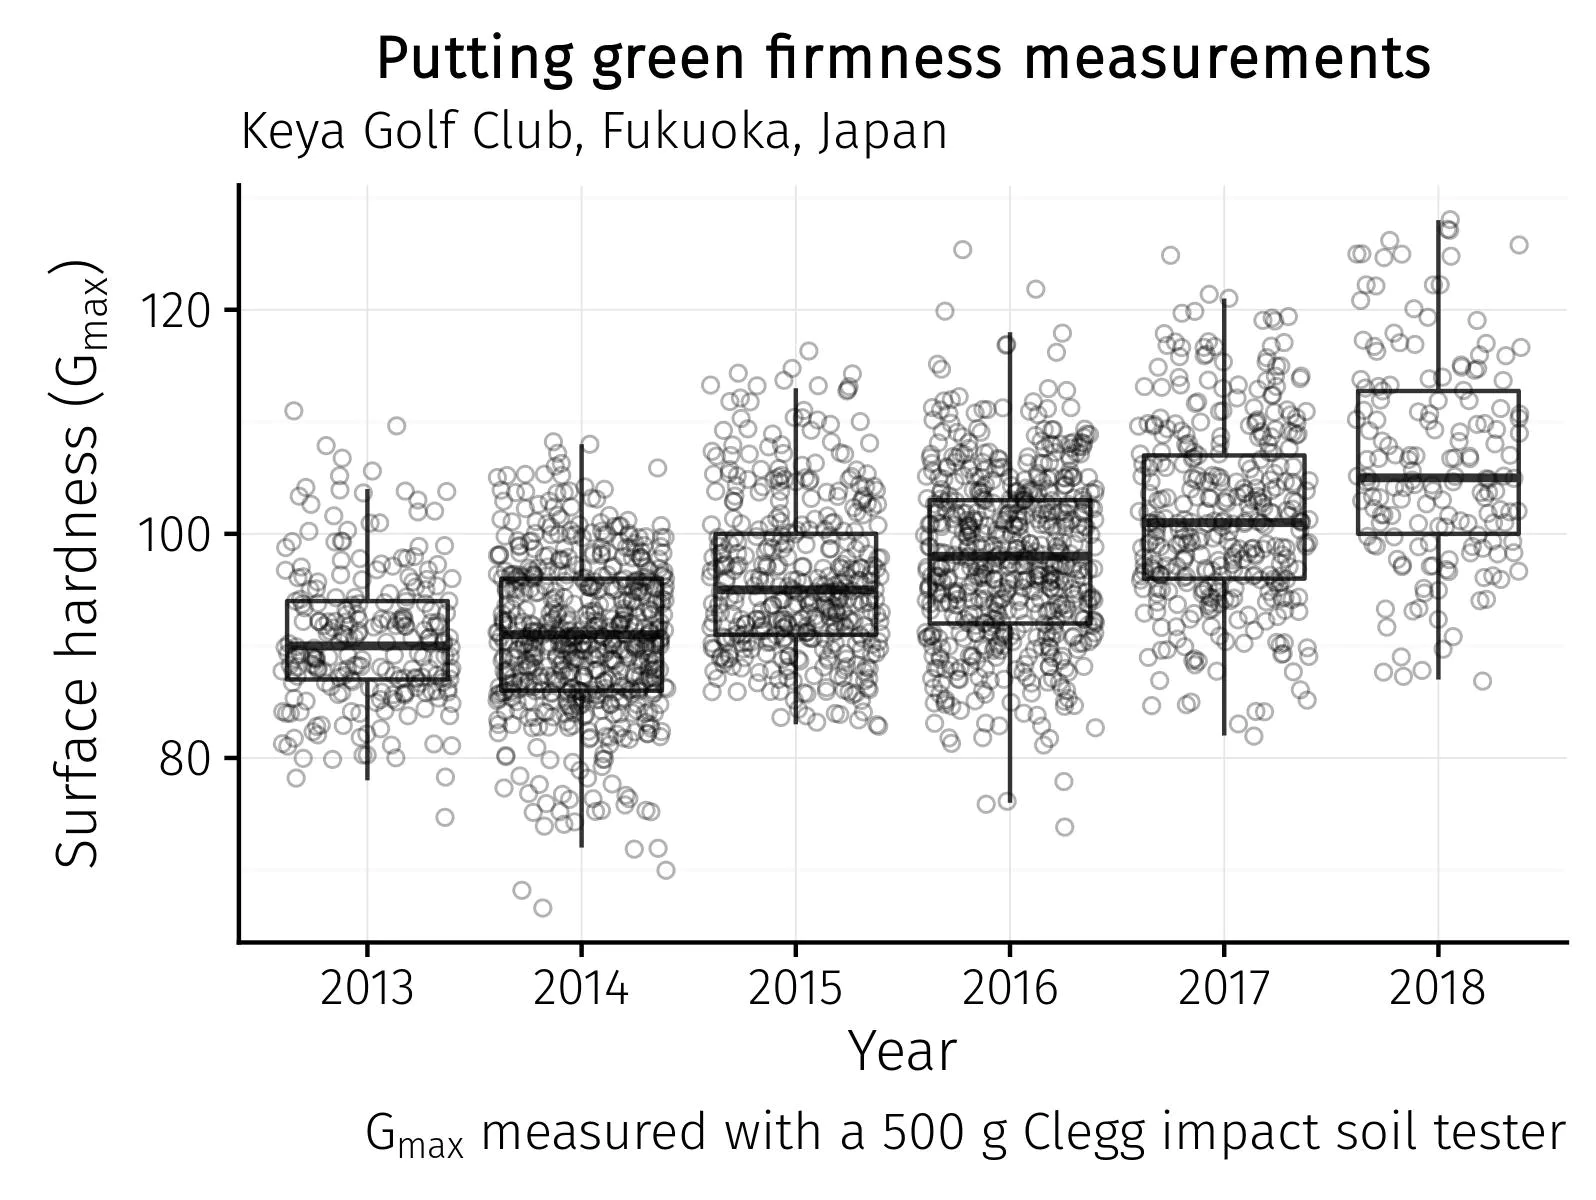 Putting green firmness measurements
Keya Golf Club, Fukuoka, Japan
Surface hardness (Gmax)
120
100
80
2013 2014 2015 2016 2017 2018
Year
Gmax measured with a 500 g Clegg impact soil tester